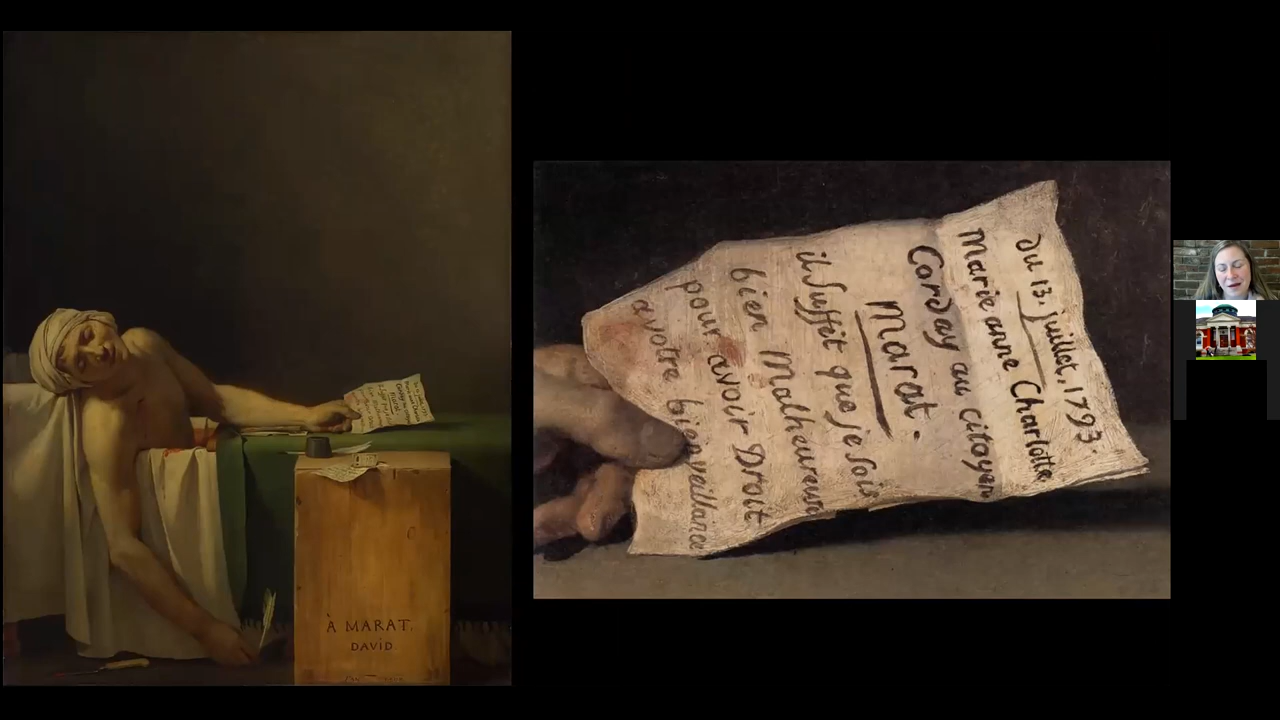 À MARAT,
DAVID
du 13. juillet, 1793.
Marie anne Charlotte
Corday au citoyen
Marat.
il suffit que je sois
bien Malheureuse
pour avoir Droit
a votre bienveillance